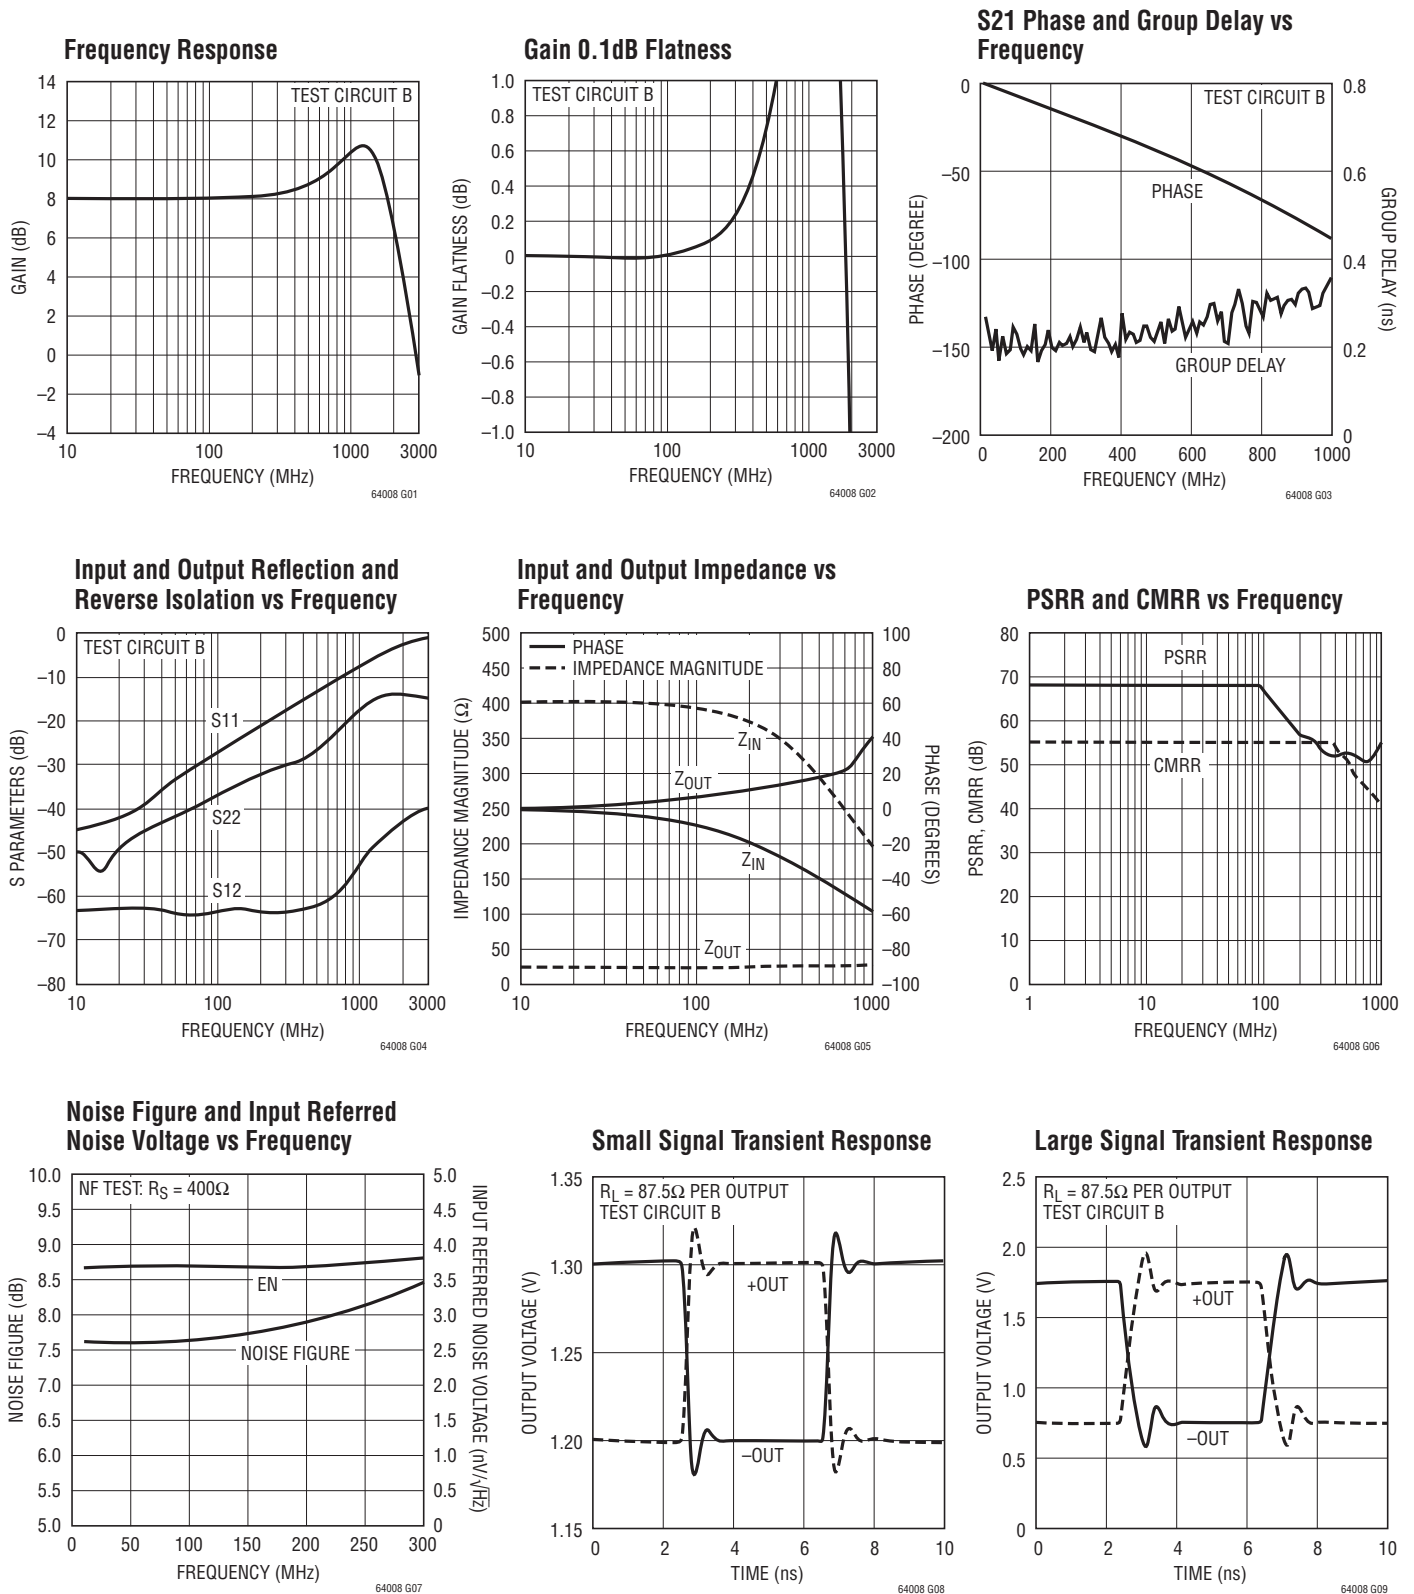 Frequency Response
14
12
10
8
6
4
2
0
–2
–4
GAIN (dB)
TEST CIRCUIT B
10
100
1000
3000
FREQUENCY (MHz)
64008 G01
Gain 0.1dB Flatness
1.0
0.8
0.6
0.4
0.2
0
–0.2
–0.4
–0.6
–0.8
–1.0
GAIN FLATNESS (dB)
TEST CIRCUIT B
10
100
1000
3000
FREQUENCY (MHz)
64008 G02
S21 Phase and Group Delay vs
Frequency
0
–50
–100
–150
–200
PHASE (DEGREE)
TEST CIRCUIT B
PHASE
GROUP DELAY
0.8
0.6
0.4
0.2
0
GROUP DELAY (ns)
0
200
400
600
800
1000
FREQUENCY (MHz)
64008 G03
Input and Output Reflection and
Reverse Isolation vs Frequency
0
–10
–20
–30
–40
–50
–60
–70
–80
S PARAMETERS (dB)
TEST CIRCUIT B
S11
S22
S12
10
100
1000
3000
FREQUENCY (MHz)
64008 G04
Input and Output Impedance vs
Frequency
500
450
400
350
300
250
200
150
100
50
0
IMPEDANCE MAGNITUDE (Ω)
PHASE
IMPEDANCE MAGNITUDE
ZIN
ZOUT
ZIN
ZOUT
100
80
60
40
20
0
–20
–40
–60
–80
–100
PHASE (DEGREES)
10
100
1000
FREQUENCY (MHz)
64008 G05
PSRR and CMRR vs Frequency
80
70
60
50
40
30
20
10
0
PSRR, CMRR (dB)
PSRR
CMRR
1
10
100
1000
FREQUENCY (MHz)
64008 G06
Noise Figure and Input Referred
Noise Voltage vs Frequency
10.0
9.5
9.0
8.5
8.0
7.5
7.0
6.5
6.0
5.5
5.0
NOISE FIGURE (dB)
NF TEST: RS = 400Ω
EN
NOISE FIGURE
5.0
4.5
4.0
3.5
3.0
2.5
2.0
1.5
1.0
0.5
0
INPUT REFERRED NOISE VOLTAGE (nV/√Hz)
0
50
100
150
200
250
300
FREQUENCY (MHz)
64008 G07
Small Signal Transient Response
1.35
1.30
1.25
1.20
1.15
OUTPUT VOLTAGE (V)
RL = 87.5Ω PER OUTPUT
TEST CIRCUIT B
+OUT
–OUT
0
2
4
6
8
10
TIME (ns)
64008 G08
Large Signal Transient Response
2.5
2.0
1.5
1.0
0.5
0
OUTPUT VOLTAGE (V)
RL = 87.5Ω PER OUTPUT
TEST CIRCUIT B
+OUT
–OUT
0
2
4
6
8
10
TIME (ns)
64008 G09